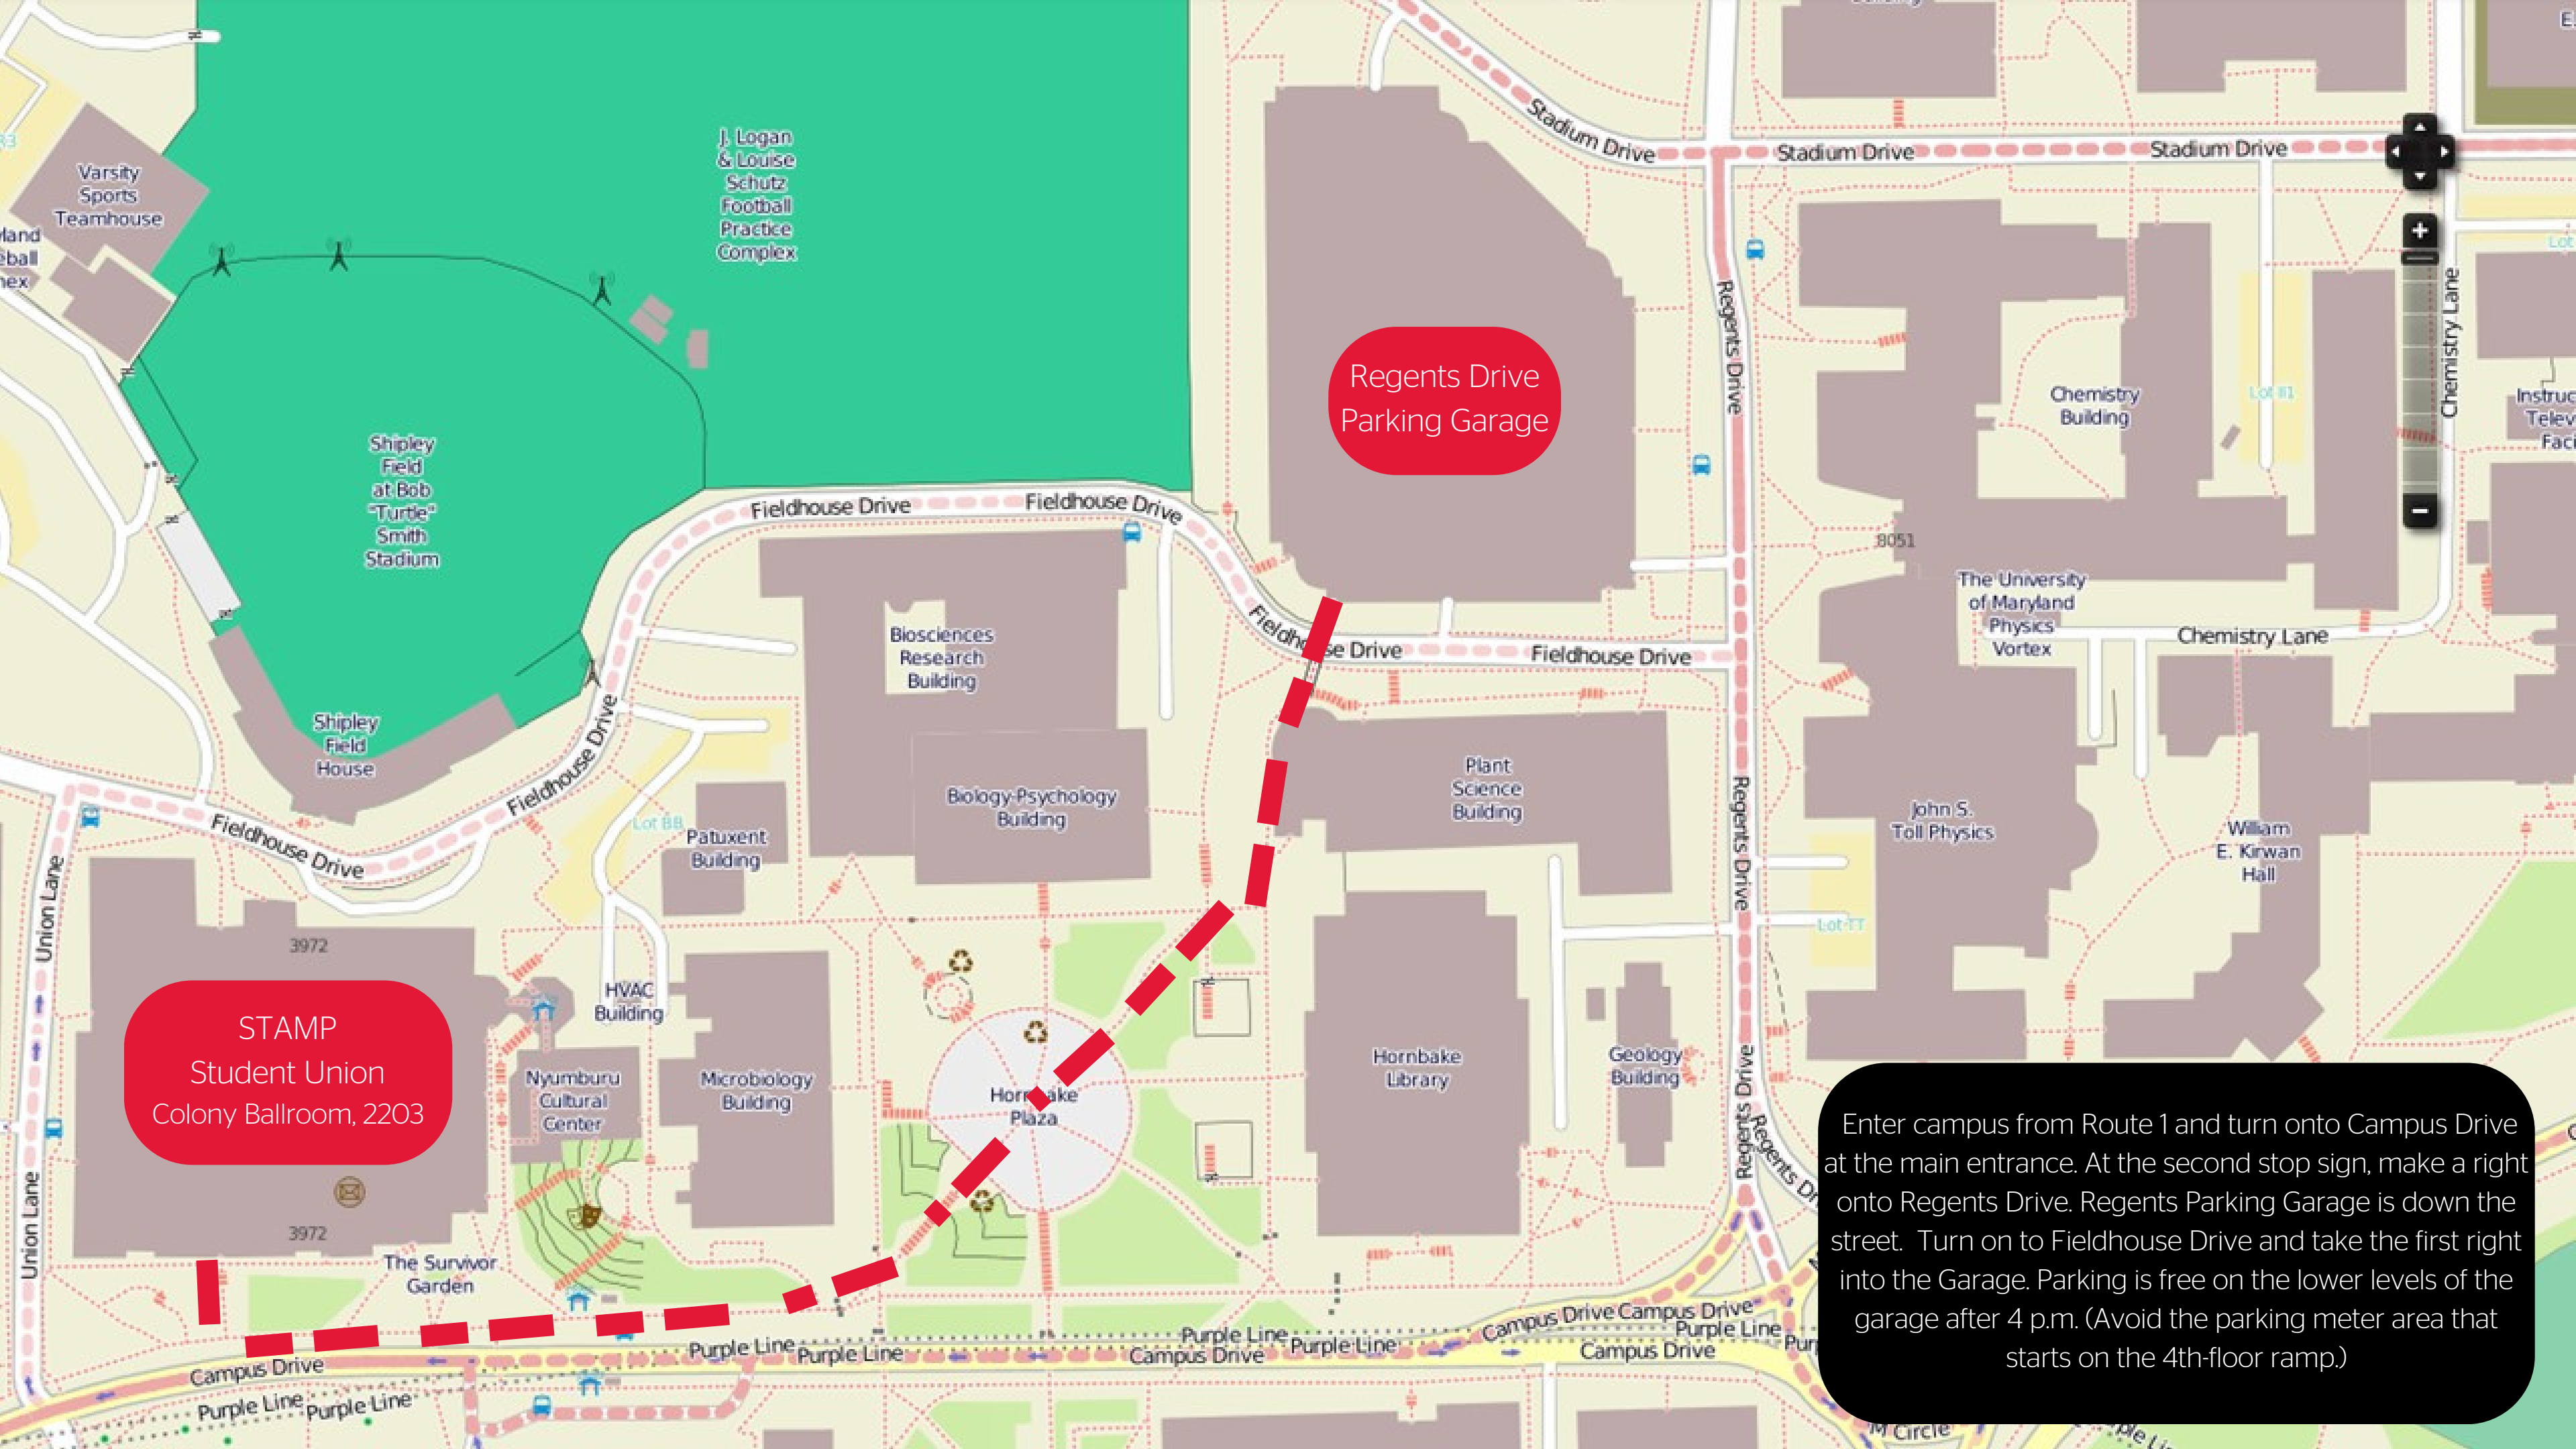 Varsity
Sports
Teamhouse
J. Logan
& Louise
Schutz
Football
Practice
Complex
Shipley
Field
at Bob
"Turtle"
Smith
Stadium
Shipley
Field
House
Regents Drive
Parking Garage
Stadium Drive
Stadium Drive
Stadium Drive
Regents Drive
Chemistry Lane
Lot
Chemistry
Building
Lot II1
8051
The University
of Maryland
Physics
Vortex
Chemistry Lane
Fieldhouse Drive
Fieldhouse Drive
Fieldhouse Drive
Fieldhouse Drive
Fieldhouse Drive
Biosciences
Research
Building
Biology-Psychology
Building
Lot BB
Patuxent
Building
Plant
Science
Building
Regents Drive
John S.
Toll Physics
William
E. Kirwan
Hall
Lot TT
Union Lane
3972
STAMP
Student Union
Colony Ballroom, 2203
3972
Union Lane
HVAC
Building
Nyumburu
Cultural
Center
Microbiology
Building
Hornbake
Plaza
Hornbake
Library
Geology
Building
Regents Drive
The Survivor
Garden
Campus Drive
Purple Line
Purple Line
Purple Line
Purple Line
Purple Line
Campus Drive
Purple Line
Campus Drive
Campus Drive
Purple Line
Campus Drive
M Circle
Enter campus from Route 1 and turn onto Campus Drive
at the main entrance. At the second stop sign, make a right
onto Regents Drive. Regents Parking Garage is down the
street. Turn on to Fieldhouse Drive and take the first right
into the Garage. Parking is free on the lower levels of the
garage after 4 p.m. (Avoid the parking meter area that
starts on the 4th-floor ramp.)